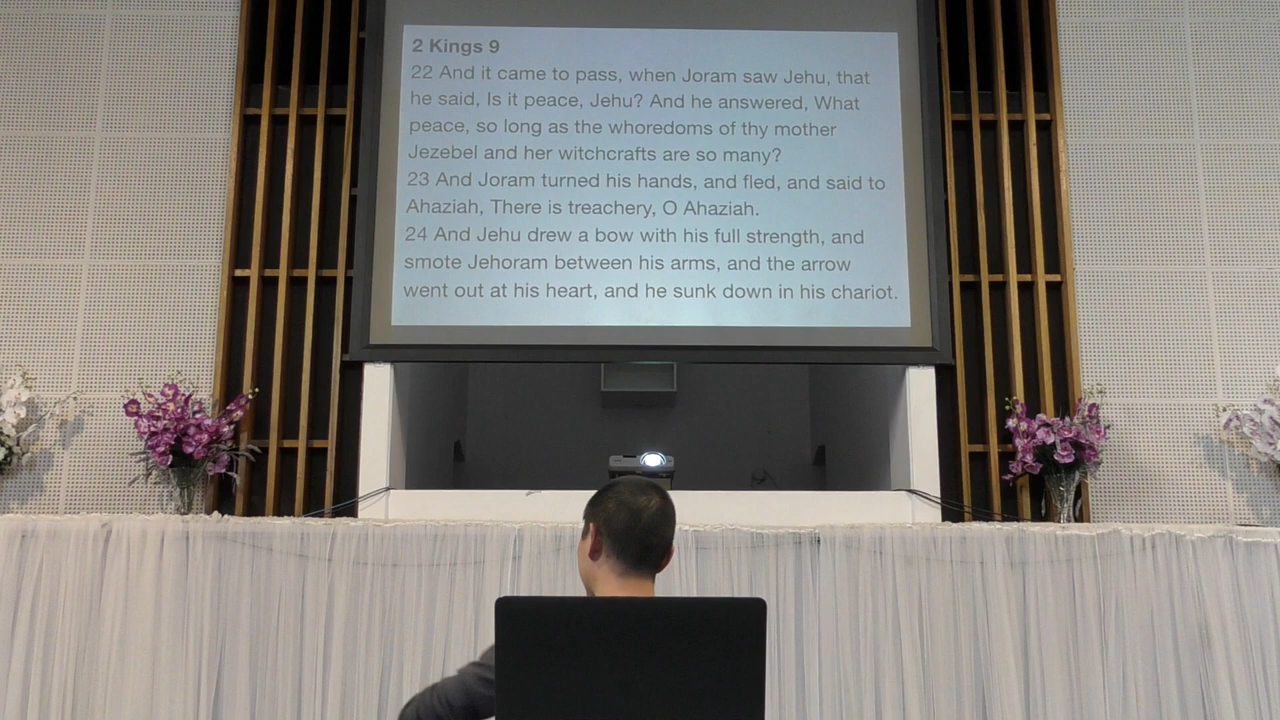 2 Kings 9
22 And it came to pass, when Joram saw Jehu, that
he said, Is it peace, Jehu? And he answered, What
peace, so long as the whoredoms of thy mother
Jezebel and her witchcrafts are so many?
23 And Joram turned his hands, and fled, and said to
Ahaziah, There is treachery, O Ahaziah.
24 And Jehu drew a bow with his full strength, and
smote Jehoram between his arms, and the arrow
went out at his heart, and he sunk down in his chariot.